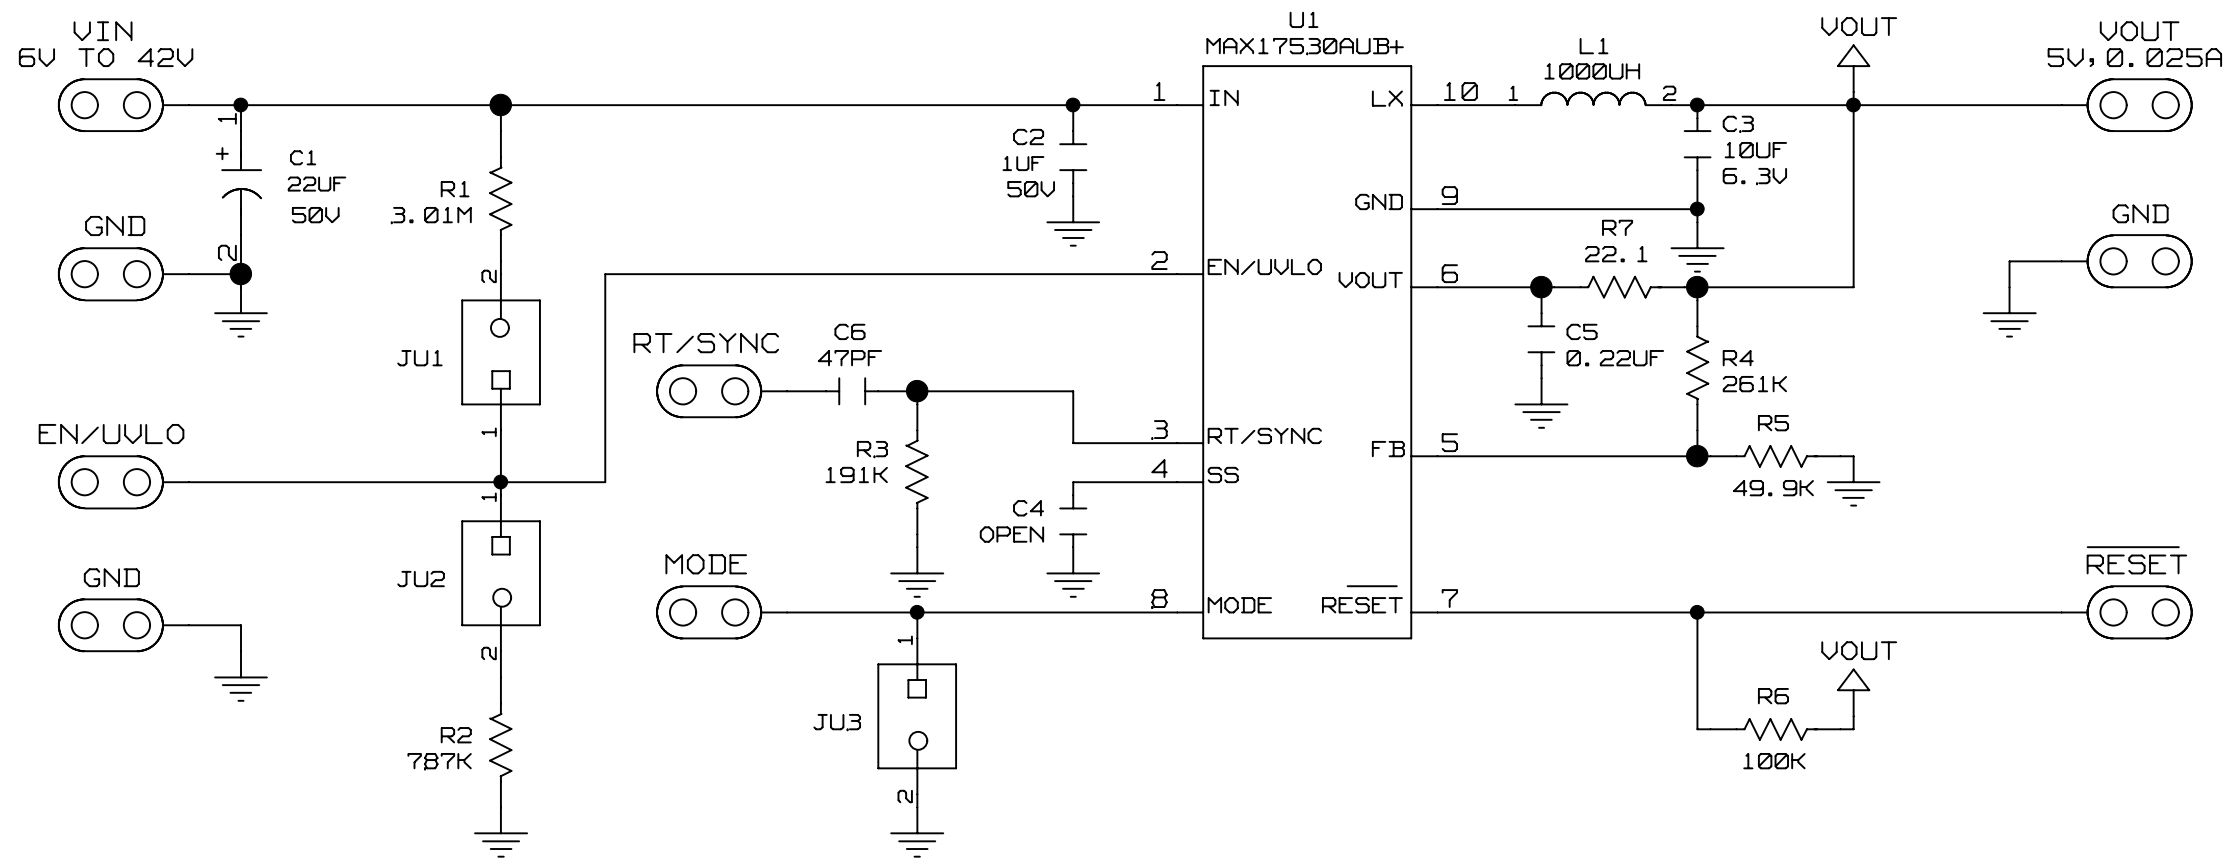 VIN
6V TO 42V
GND
EN/UVLO
GND
1
+
C1
22UF
50V
2
R1
3.01M
2
JU1
1
1
JU2
2
R2
787K
RT/SYNC
C6
47PF
R3
191K
MODE
1
JU3
2
C2
1UF
50V
C4
OPEN
U1
MAX17530AUB+
1 IN
2 EN/UVLO
3 RT/SYNC
4 SS
8 MODE
LX 10
GND 9
VOUT 6
FB 5
RESET 7
L1
1000UH
1 2
C3
10UF
6.3V
R7
22.1
C5
0.22UF
R4
261K
R5
49.9K
VOUT
VOUT
5V,0.025A
GND
RESET
VOUT
R6
100K